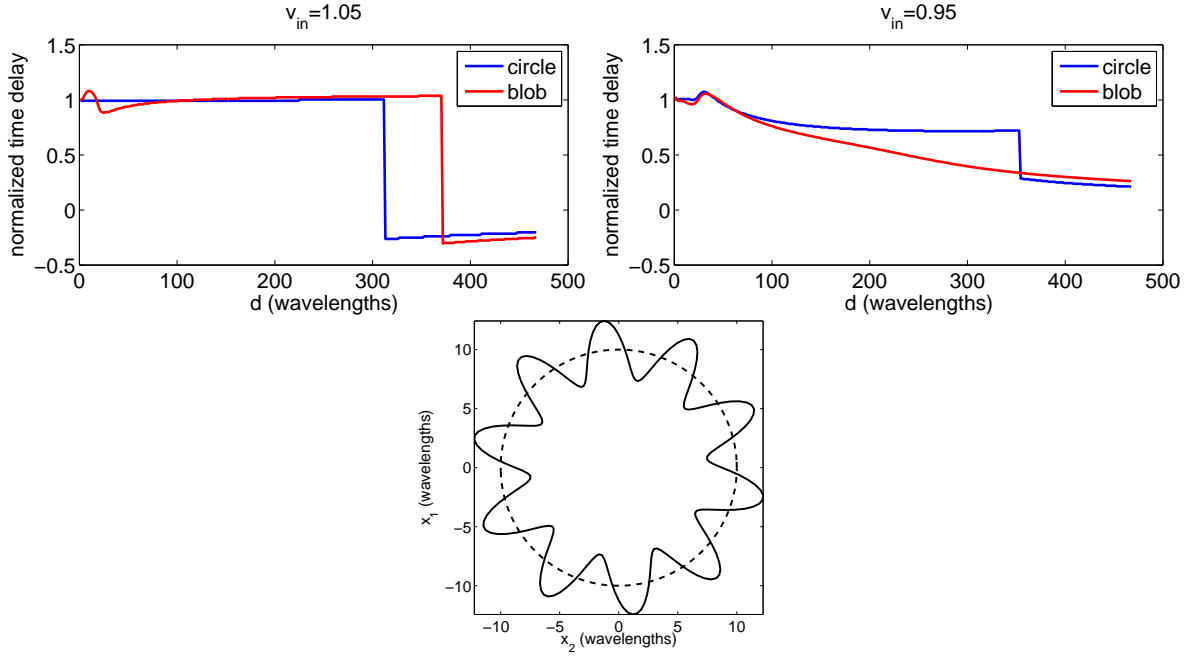 v_in=1.05
normalized time delay
1.5
1
0.5
0
−0.5
circle
blob
0 100 200 300 400 500
d (wavelengths)
v_in=0.95
normalized time delay
1.5
1
0.5
0
−0.5
circle
blob
0 100 200 300 400 500
d (wavelengths)
x_1 (wavelengths)
10
5
0
−5
−10
−10 −5 0 5 10
x_2 (wavelengths)